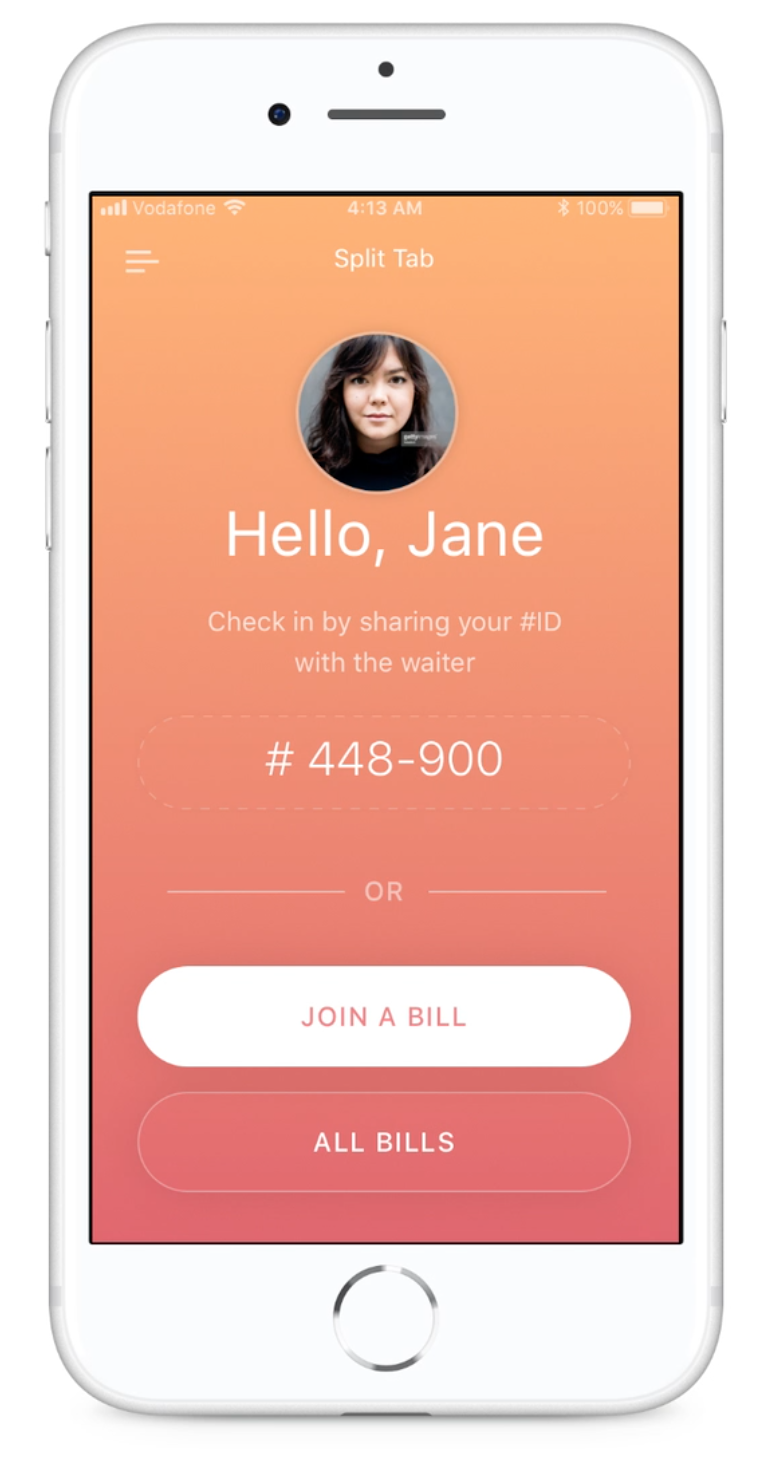 Vodafone 4:13 AM 100%
Split Tab
gettyimages
Hello, Jane
Check in by sharing your #ID
with the waiter
# 448-900
OR
JOIN A BILL
ALL BILLS